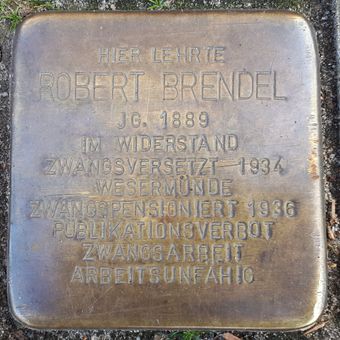 HIER LEHRTE
ROBERT BRENDEL
JG. 1889
IM WIDERSTAND
ZWANGSVERSETZT 1934
WESERMÜNDE
ZWANGSPENSIONIERT 1936
PUBLIKATIONSVERBOT
ZWANGSARBEIT
ARBEITSUNFÄHIG